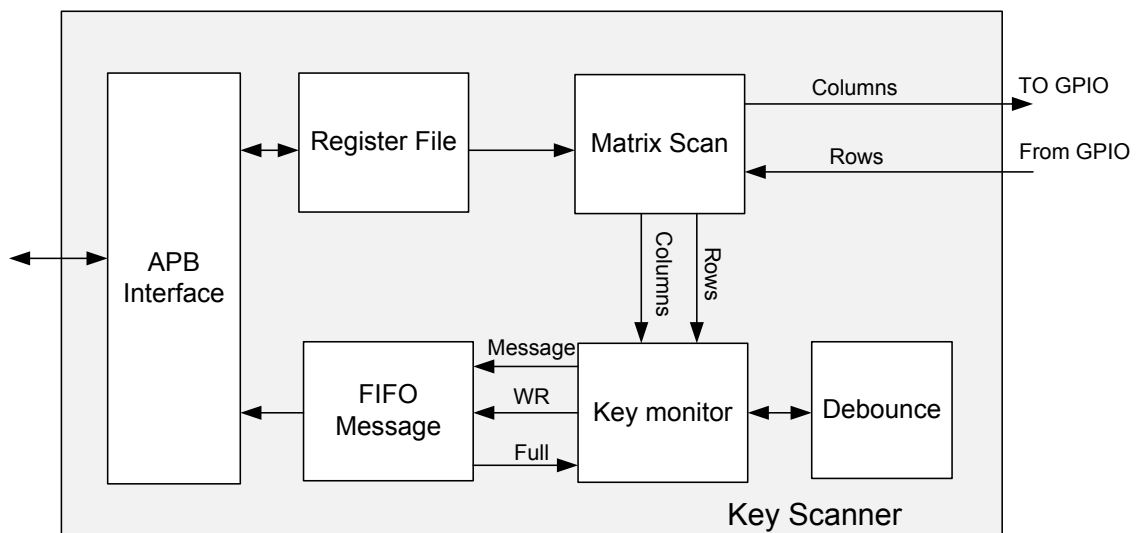 Columns
TO GPIO
Register File
Matrix Scan
Rows
From GPIO
APB
Interface
Columns
Rows
Message
FIFO
Message
WR
Key monitor
Debounce
Full
Key Scanner